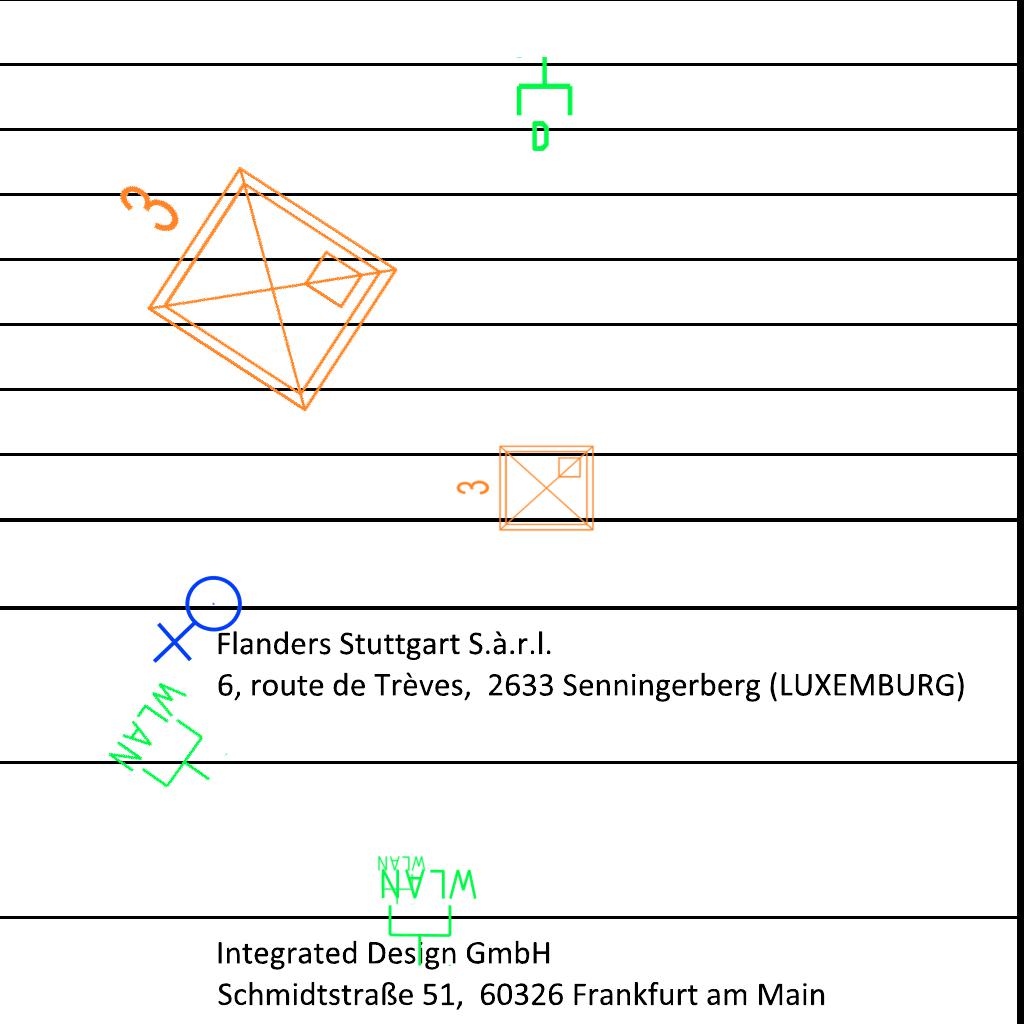 D
3
3
Flanders Stuttgart S.à.r.l.
6, route de Trèves,  2633 Senningerberg (LUXEMBURG)
WLAN
WLAN
WLAN
Integrated Design GmbH
Schmidtstraße 51,  60326 Frankfurt am Main